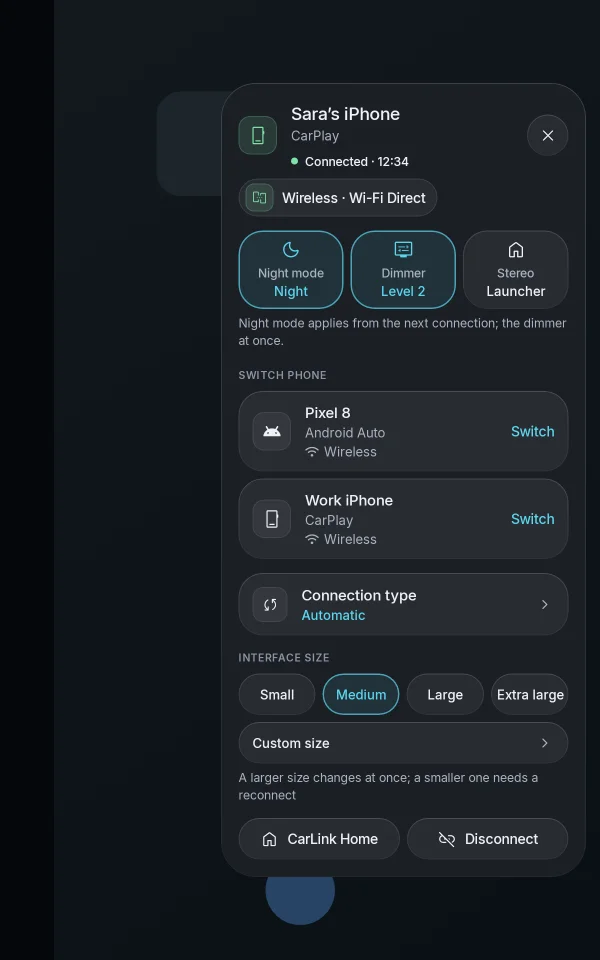 Sara’s iPhone
CarPlay
Connected · 12:34
Wireless · Wi-Fi Direct
Night mode
Night
Dimmer
Level 2
Stereo
Launcher
Night mode applies from the next connection; the dimmer
at once.
SWITCH PHONE
Pixel 8
Android Auto
Wireless
Switch
Work iPhone
CarPlay
Wireless
Switch
Connection type
Automatic
INTERFACE SIZE
Small
Medium
Large
Extra large
Custom size
A larger size changes at once; a smaller one needs a
reconnect
CarLink Home
Disconnect